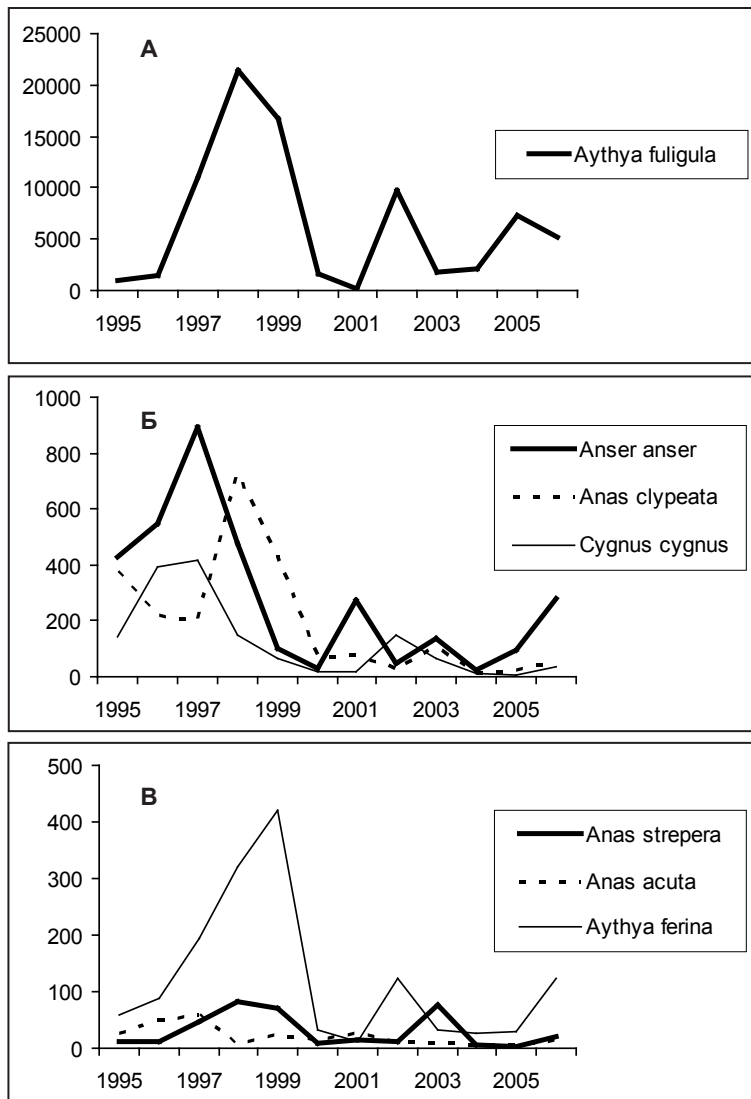 А
25000
20000
15000
10000
5000
0
1995 1997 1999 2001 2003 2005
Aythya fuligula
Б
1000
800
600
400
200
0
1995 1997 1999 2001 2003 2005
Anser anser
Anas clypeata
Cygnus cygnus
В
500
400
300
200
100
0
1995 1997 1999 2001 2003 2005
Anas strepera
Anas acuta
Aythya ferina